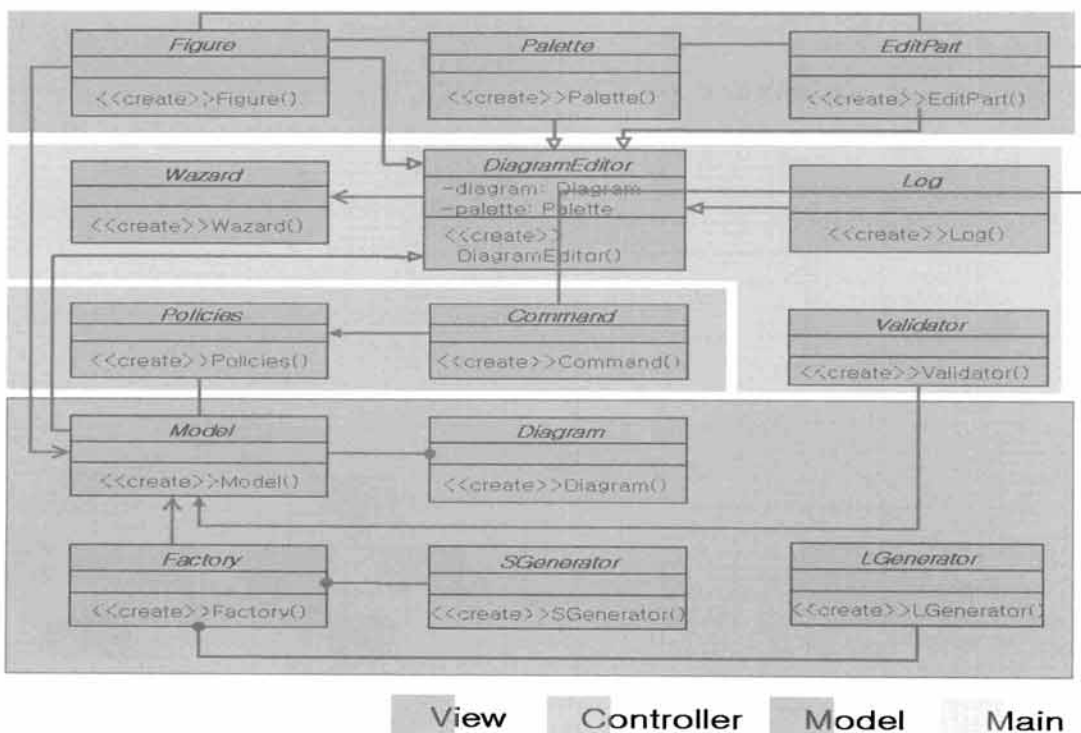 Figure
<<create>>Figure()
Palette
<<create>>Palette()
EditPart
<<create>>EditPart()
Wazard
<<create>>Wazard()
DiagramEditor
-diagram: Diagram
-palette: Palette
<<create>>
DiagramEditor()
Log
<<create>>Log()
Policies
<<create>>Policies()
Command
<<create>>Command()
Validator
<<create>>Validator()
Model
<<create>>Model()
Diagram
<<create>>Diagram()
Factory
<<create>>Factory()
SGenerator
<<create>>SGenerator()
LGenerator
<<create>>LGenerator()
View
Controller
Model
Main